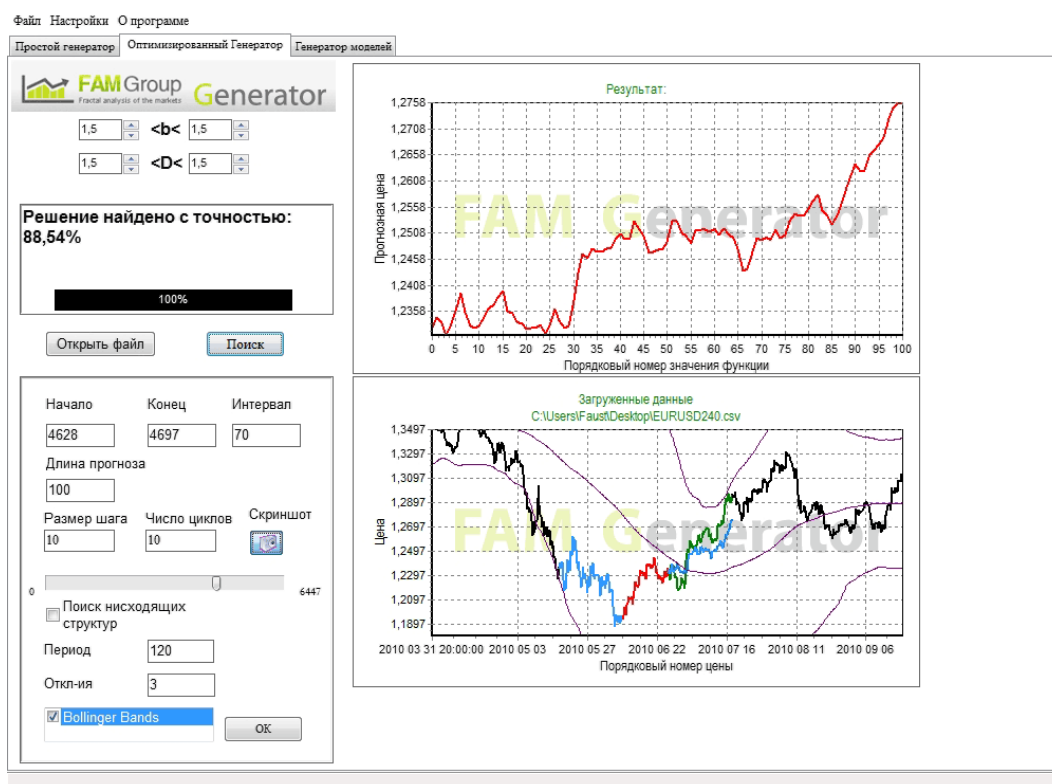 Файл Настройки О программе
Простой генератор Оптимизированный Генератор Генератор моделей
FAMGroup Generator
Fractal analysis of the markets
1,5 <b< 1,5
1,5 <D< 1,5
Решение найдено с точностью:
88,54%
100%
Открыть файл Поиск
Начало Конец Интервал
4628 4697 70
Длина прогноза
100
Размер шага Число циклов Скриншот
10 10
0 6447
Поиск нисходящих
структур
Период 120
Откл-ия 3
Bollinger Bands
OK
Результат:
FAM Generator
Прогнозная цена
1,2758
1,2708
1,2658
1,2608
1,2558
1,2508
1,2458
1,2408
1,2358
0 5 10 15 20 25 30 35 40 45 50 55 60 65 70 75 80 85 90 95 100
Порядковый номер значения функции
Загруженные данные
C:\Users\Faust\Desktop\EURUSD240.csv
FAM Generator
Цена
1,3497
1,3297
1,3097
1,2897
1,2697
1,2497
1,2297
1,2097
1,1897
2010 03 31 20:00:00 2010 05 03 2010 05 27 2010 06 22 2010 07 16 2010 08 11 2010 09 06
Порядковый номер цены